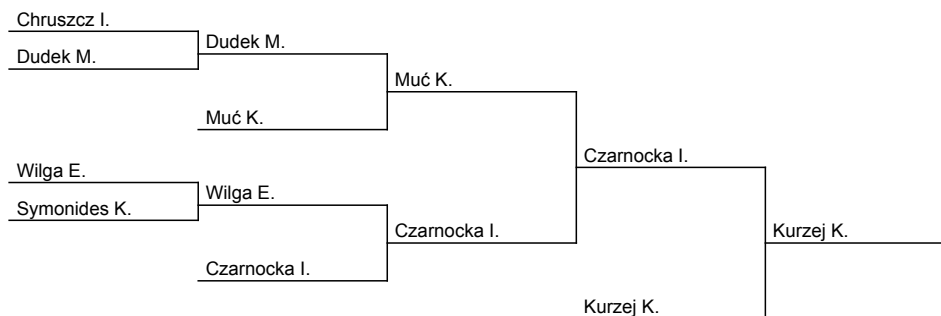 Chruszcz I.
Dudek M.
Dudek M.
Muć K.
Muć K.
Wilga E.
Czarnocka I.
Wilga E.
Symonides K.
Czarnocka I.
Kurzej K.
Czarnocka I.
Kurzej K.